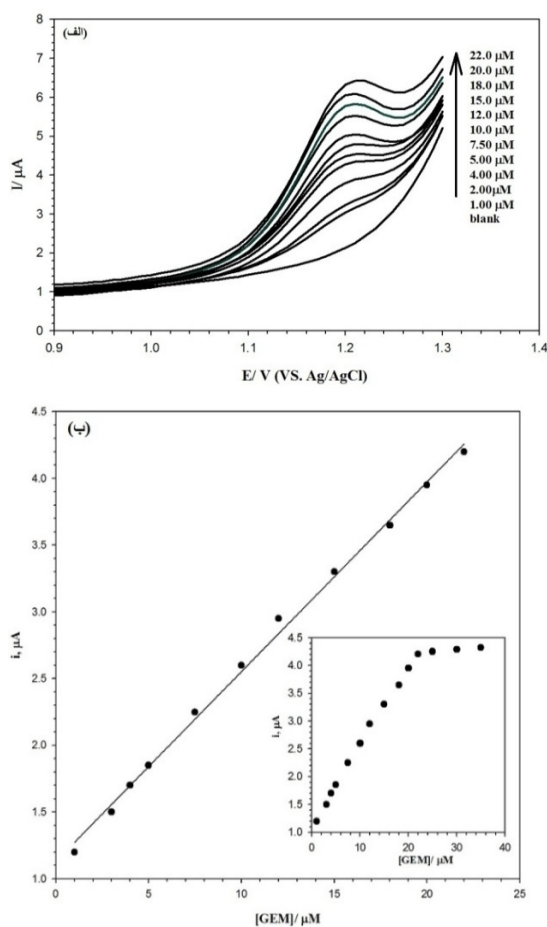 (الف)
8
7
6
5
4
3
2
1
0
I/ µA
22.0 µM
20.0 µM
18.0 µM
15.0 µM
12.0 µM
10.0 µM
7.50 µM
5.00 µM
4.00 µM
2.00µM
1.00 µM
blank
0.9 1.0 1.1 1.2 1.3 1.4
E/ V (VS. Ag/AgCl)
(ب)
4.5
4.0
3.5
3.0
2.5
2.0
1.5
1.0
i, µA
0 5 10 15 20 25
[GEM]/ µM
4.5
4.0
3.5
3.0
2.5
2.0
1.5
1.0
i, µA
0 10 20 30 40
[GEM]/ µM